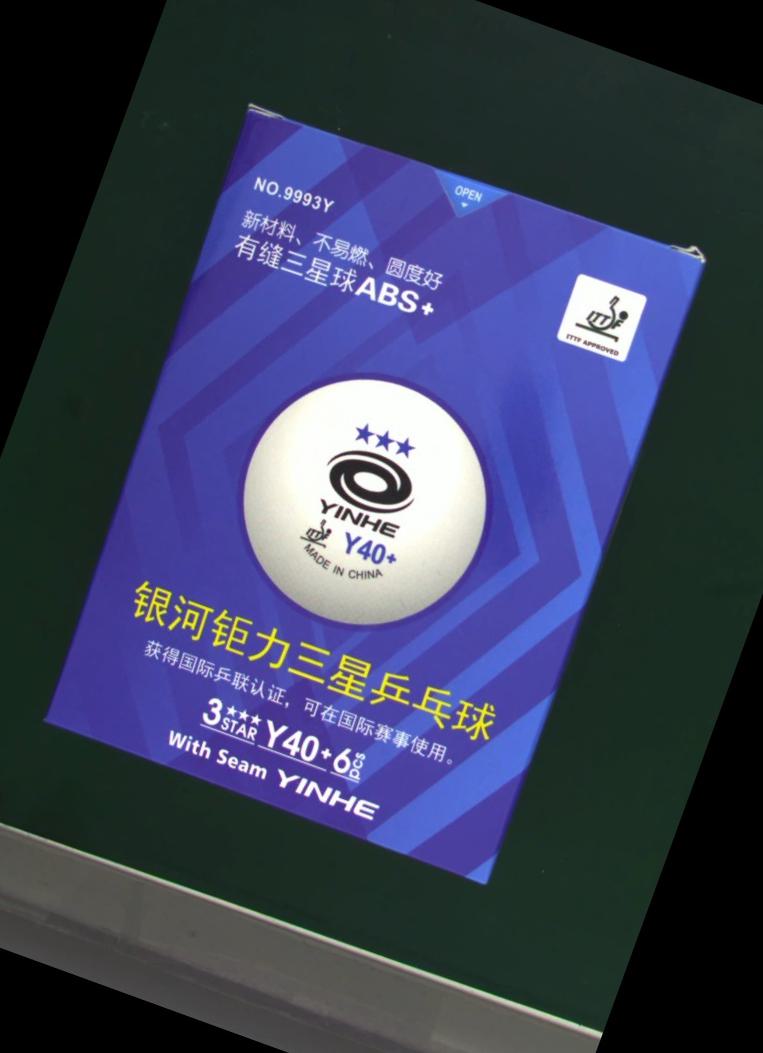 OPEN
NO.9993Y
新材料、不易燃、圆度好
有缝三星球ABS+
ITTF
ITTF APPROVED
YINHE
ITTF Y40+
MADE IN CHINA
银河钜力三星乒乓球
获得国际乒联认证，可在国际赛事使用。
3 STAR Y40+ 6 pcs
With Seam YINHE